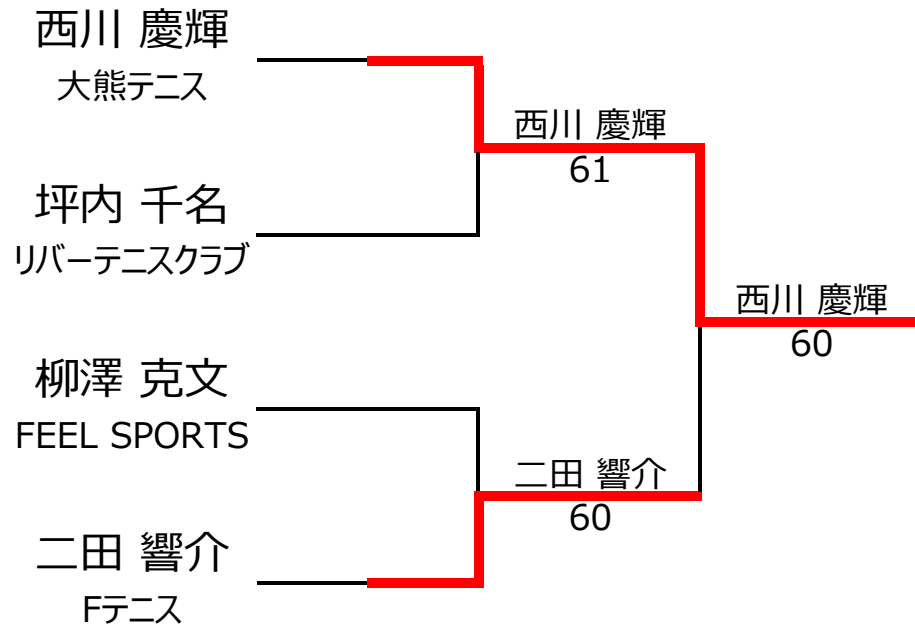 西川 慶輝
大熊テニス
坪内 千名
リバーテニスクラブ
柳澤 克文
FEEL SPORTS
二田 響介
Fテニス
西川 慶輝
61
二田 響介
60
西川 慶輝
60